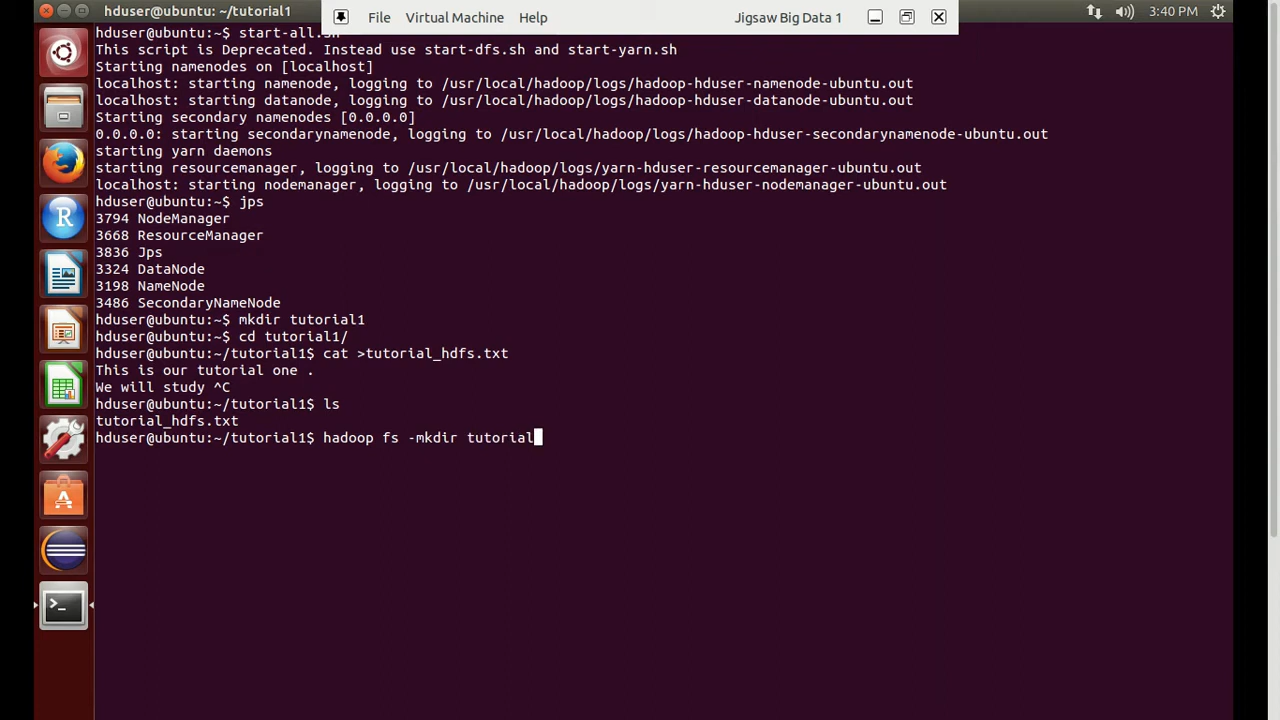 hduser@ubuntu: ~/tutorial1
File Virtual Machine Help
Jigsaw Big Data 1
3:40 PM
hduser@ubuntu:~$ start-all.sh
This script is Deprecated. Instead use start-dfs.sh and start-yarn.sh
Starting namenodes on [localhost]
localhost: starting namenode, logging to /usr/local/hadoop/logs/hadoop-hduser-namenode-ubuntu.out
localhost: starting datanode, logging to /usr/local/hadoop/logs/hadoop-hduser-datanode-ubuntu.out
Starting secondary namenodes [0.0.0.0]
0.0.0.0: starting secondarynamenode, logging to /usr/local/hadoop/logs/hadoop-hduser-secondarynamenode-ubuntu.out
starting yarn daemons
starting resourcemanager, logging to /usr/local/hadoop/logs/yarn-hduser-resourcemanager-ubuntu.out
localhost: starting nodemanager, logging to /usr/local/hadoop/logs/yarn-hduser-nodemanager-ubuntu.out
hduser@ubuntu:~$ jps
3794 NodeManager
3668 ResourceManager
3836 Jps
3324 DataNode
3198 NameNode
3486 SecondaryNameNode
hduser@ubuntu:~$ mkdir tutorial1
hduser@ubuntu:~$ cd tutorial1/
hduser@ubuntu:~/tutorial1$ cat >tutorial_hdfs.txt
This is our tutorial one .
We will study ^C
hduser@ubuntu:~/tutorial1$ ls
tutorial_hdfs.txt
hduser@ubuntu:~/tutorial1$ hadoop fs -mkdir tutorial